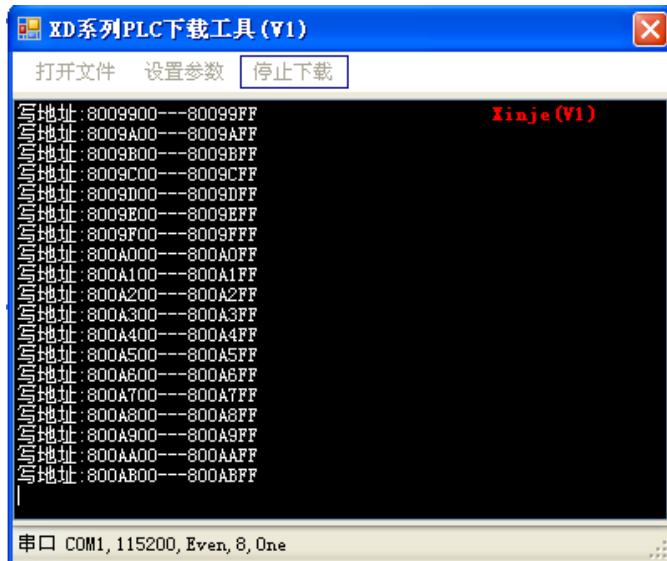 XD系列PLC下载工具(V1)
打开文件 设置参数 停止下载
写地址:8009900---80099FF Xinje(V1)
写地址:8009A00---8009AFF
写地址:8009B00---8009BFF
写地址:8009C00---8009CFF
写地址:8009D00---8009DFF
写地址:8009E00---8009EFF
写地址:8009F00---8009FFF
写地址:800A000---800A0FF
写地址:800A100---800A1FF
写地址:800A200---800A2FF
写地址:800A300---800A3FF
写地址:800A400---800A4FF
写地址:800A500---800A5FF
写地址:800A600---800A6FF
写地址:800A700---800A7FF
写地址:800A800---800A8FF
写地址:800A900---800A9FF
写地址:800AA00---800AAFF
写地址:800AB00---800ABFF
串口 COM1, 115200, Even, 8, One